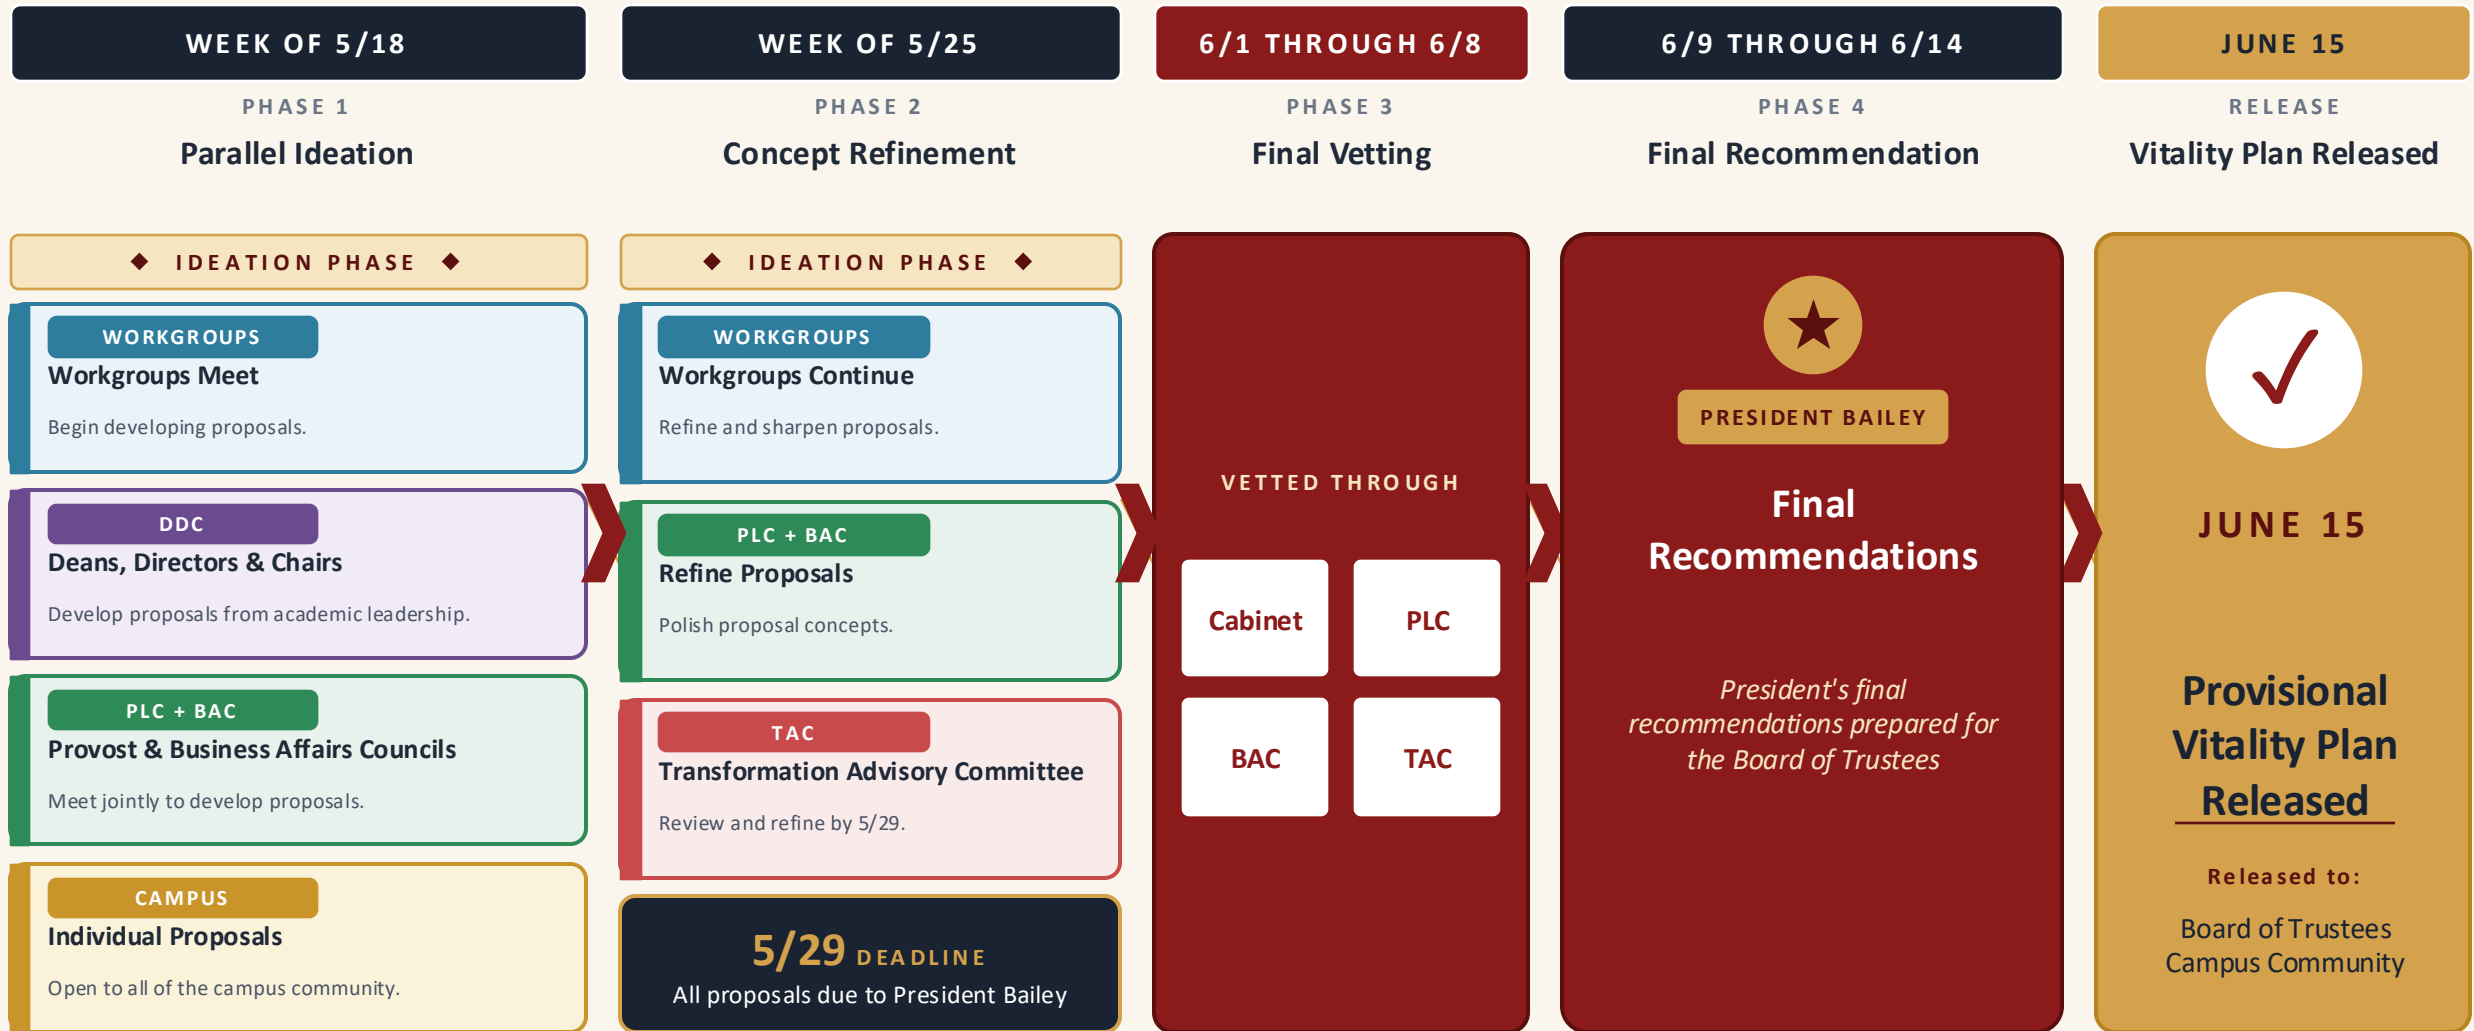 WEEK OF 5/18
PHASE 1
Parallel Ideation
◆ IDEATION PHASE ◆
WORKGROUPS
Workgroups Meet
Begin developing proposals.
DDC
Deans, Directors & Chairs
Develop proposals from academic leadership.
PLC + BAC
Provost & Business Affairs Councils
Meet jointly to develop proposals.
CAMPUS
Individual Proposals
Open to all of the campus community.
WEEK OF 5/25
PHASE 2
Concept Refinement
◆ IDEATION PHASE ◆
WORKGROUPS
Workgroups Continue
Refine and sharpen proposals.
PLC + BAC
Refine Proposals
Polish proposal concepts.
TAC
Transformation Advisory Committee
Review and refine by 5/29.
5/29 DEADLINE
All proposals due to President Bailey
6/1 THROUGH 6/8
PHASE 3
Final Vetting
VETTED THROUGH
Cabinet
PLC
BAC
TAC
6/9 THROUGH 6/14
PHASE 4
Final Recommendation
PRESIDENT BAILEY
Final
Recommendations
President's final
recommendations prepared for
the Board of Trustees
JUNE 15
RELEASE
Vitality Plan Released
JUNE 15
Provisional
Vitality Plan
Released
Released to:
Board of Trustees
Campus Community